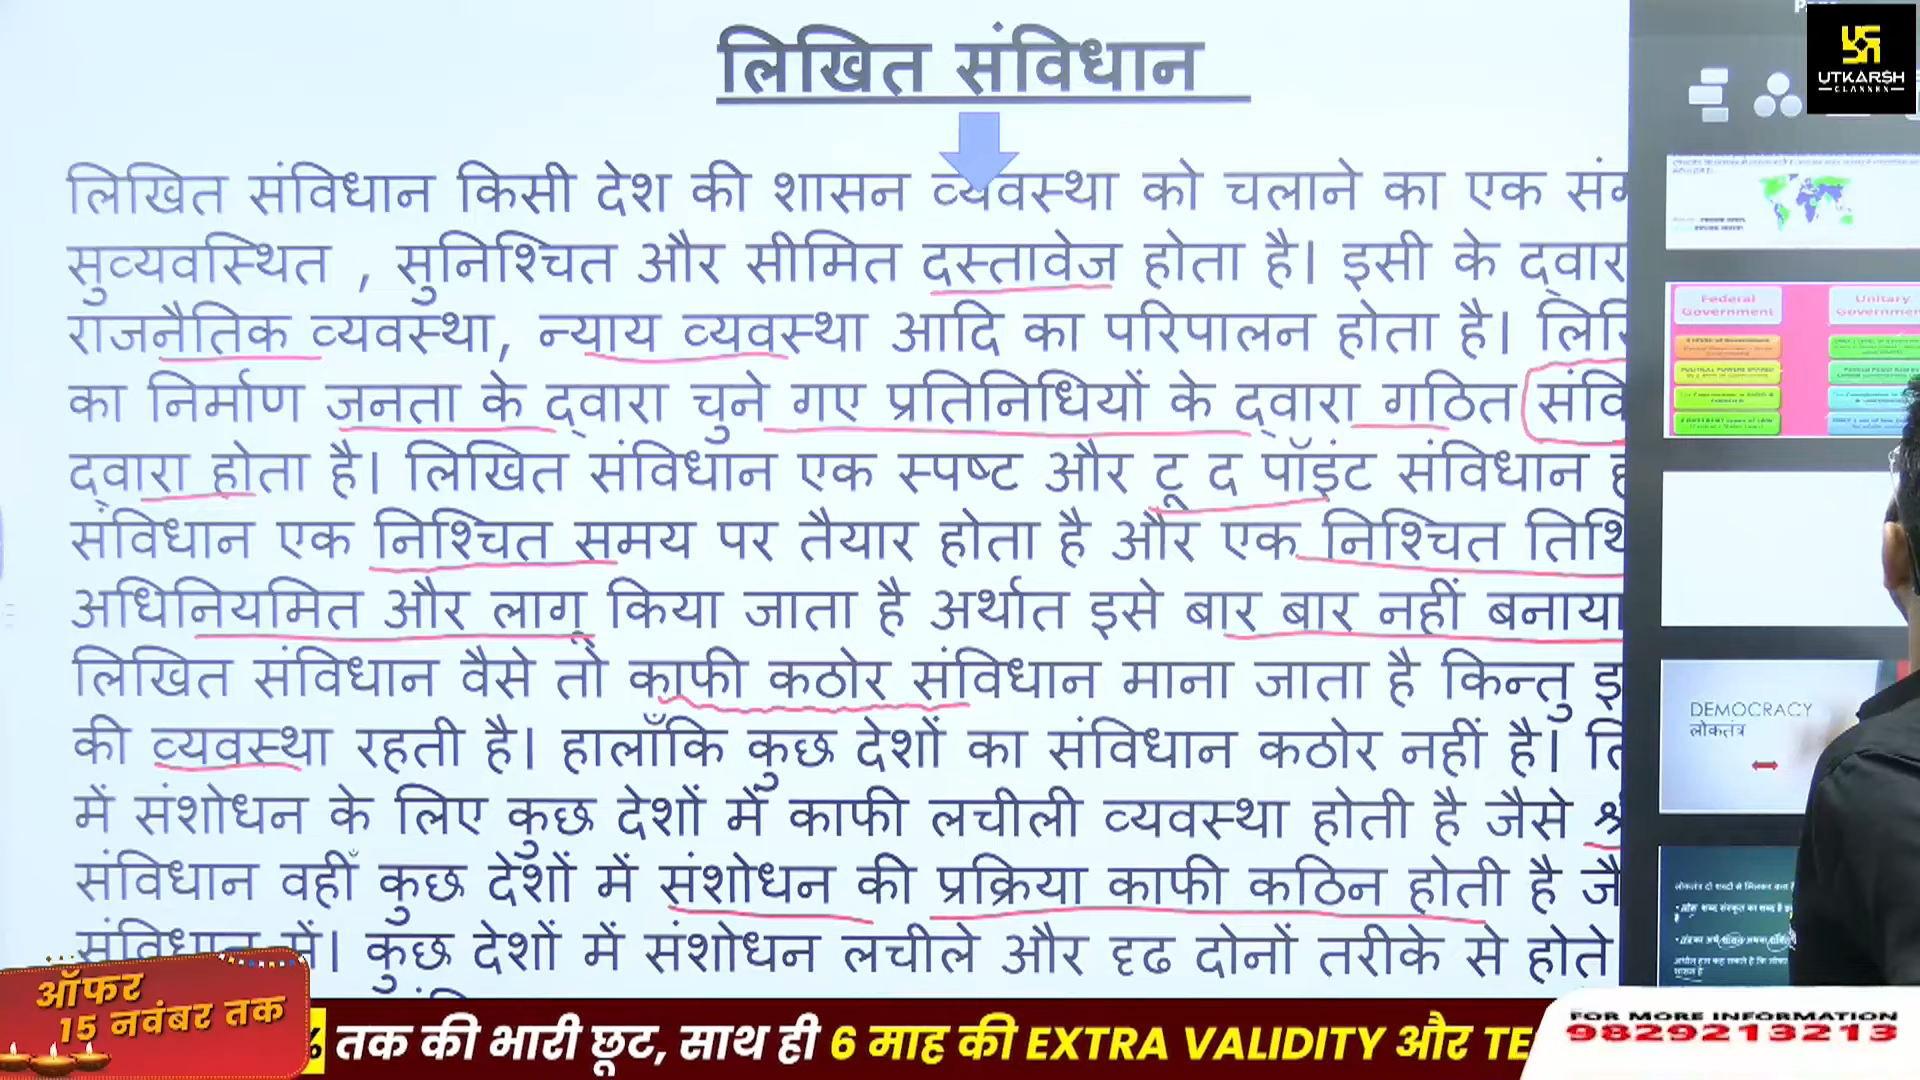 लिखित संविधान
लिखित संविधान किसी देश की शासन व्यवस्था को चलाने का एक
सुव्यवस्थित , सुनिश्चित और सीमित दस्तावेज होता है। इसी के
राजनैतिक व्यवस्था, न्याय व्यवस्था आदि का परिपालन होता है।
का निर्माण जनता के द्वारा चुने गए प्रतिनिधियों के द्वारा गठित
द्वारा होता है। लिखित संविधान एक स्पष्ट और टू द पॉइंट संविधान
संविधान एक निश्चित समय पर तैयार होता है और एक निश्चित
अधिनियमित और लागू किया जाता है अर्थात इसे बार बार नहीं बनाया
लिखित संविधान वैसे तो काफी कठोर संविधान माना जाता है किन्तु
की व्यवस्था रहती है। हालाँकि कुछ देशों का संविधान कठोर नहीं है।
में संशोधन के लिए कुछ देशों में काफी लचीली व्यवस्था होती है जैसे
संविधान वहीँ कुछ देशों में संशोधन की प्रक्रिया काफी कठिन होती है
संविधान में। कुछ देशों में संशोधन लचीले और दृढ दोनों तरीके से होते
UTKARSH
CLASSES
Federal
Government
Unitary
Government
DEMOCRACY
लोकतंत्र
ऑफर
15 नवंबर तक
% तक की भारी छूट, साथ ही 6 माह की EXTRA VALIDITY और
FOR MORE INFORMATION
9829213213